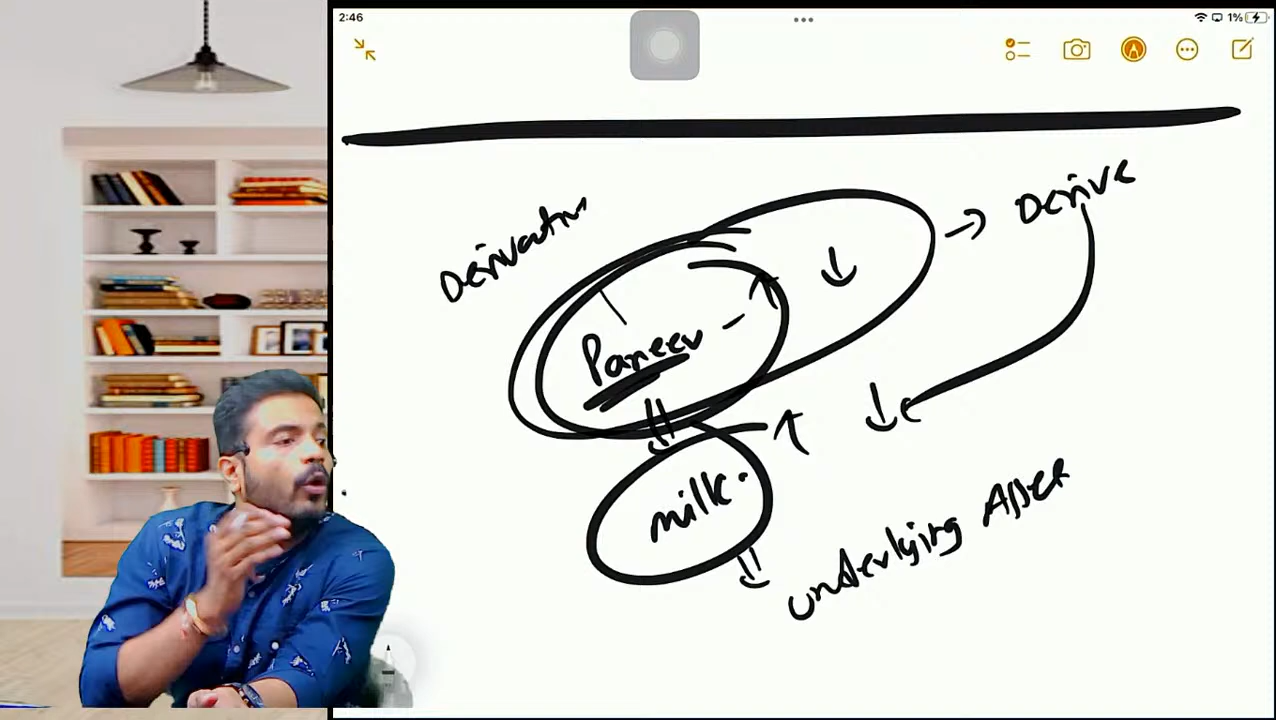 2:46
1%
Derive
Derivative
Paneer
milk.
underlying Asset